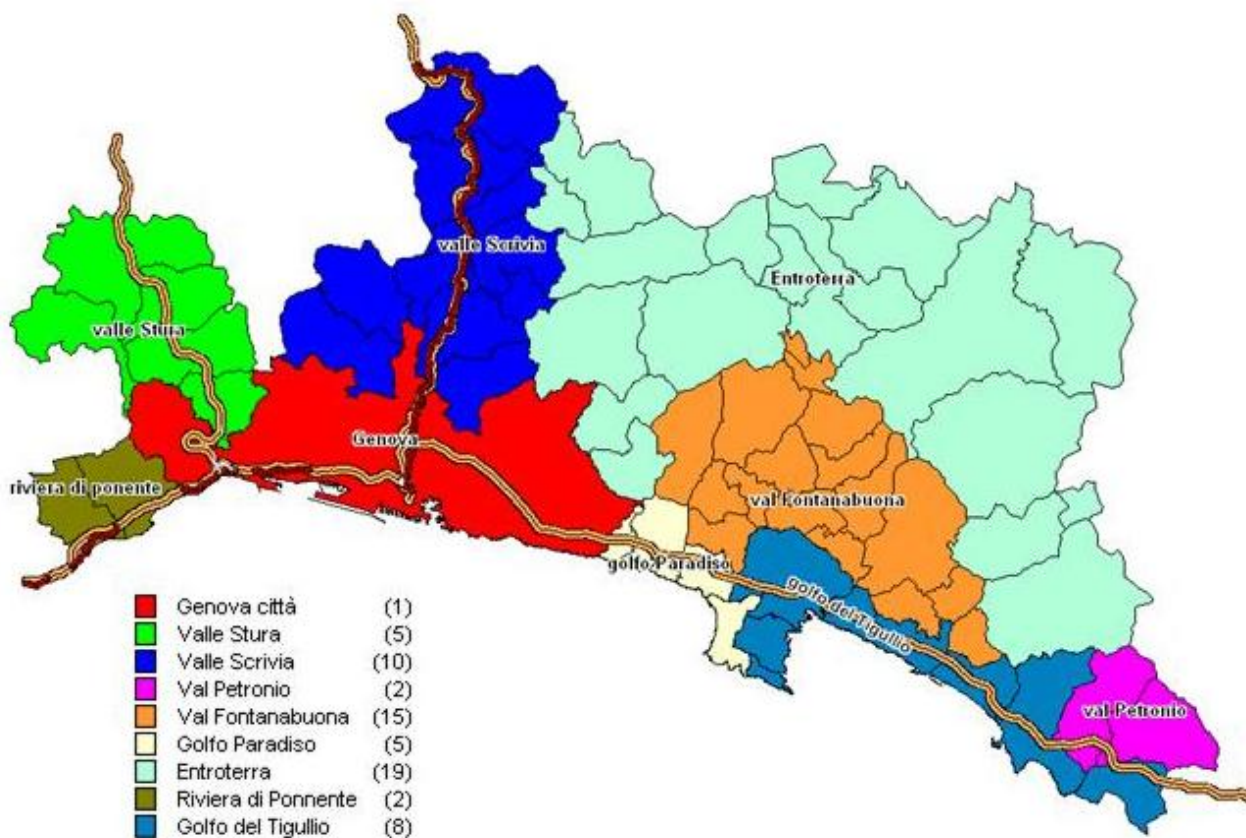 valle Scrivia
Entroterra
valle Stura
Genova
riviera di ponente
val Fontanabuona
golfo Paradiso
golfo del Tigullio
val Petronio
Genova città (1)
Valle Stura (5)
Valle Scrivia (10)
Val Petronio (2)
Val Fontanabuona (15)
Golfo Paradiso (5)
Entroterra (19)
Riviera di Ponnente (2)
Golfo del Tigullio (8)